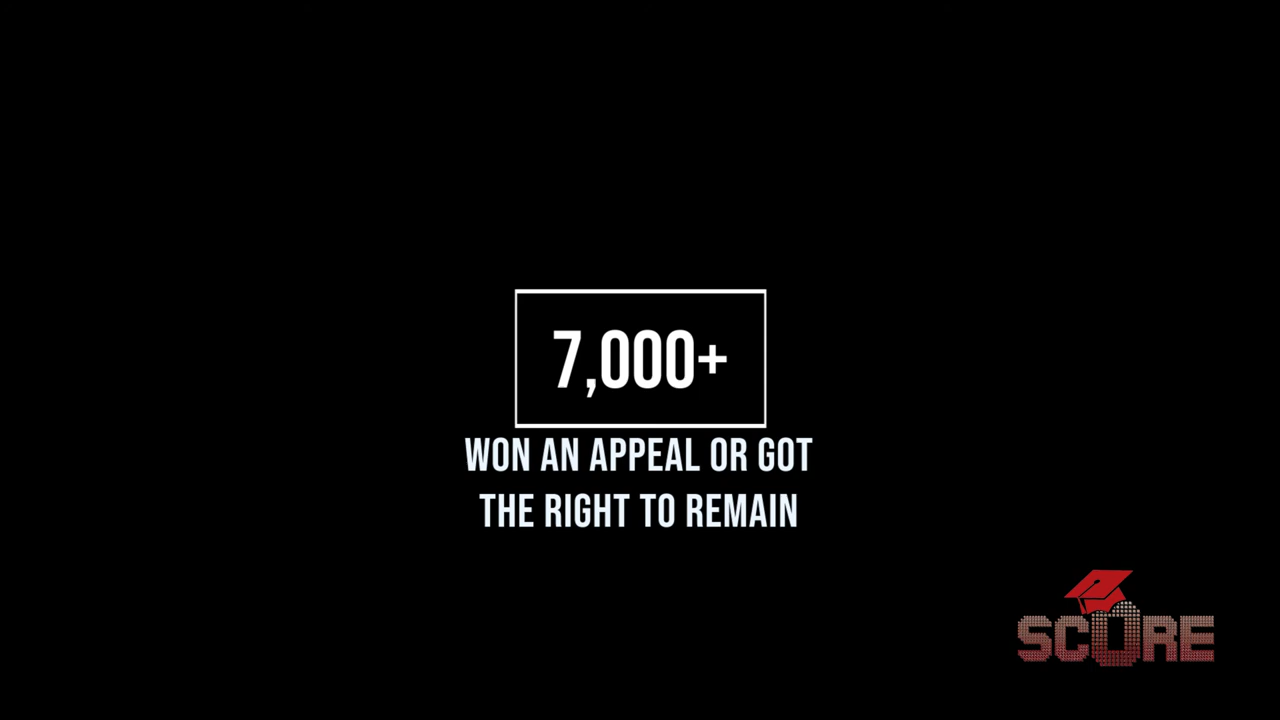 7,000+
WON AN APPEAL OR GOT
THE RIGHT TO REMAIN
SCORE